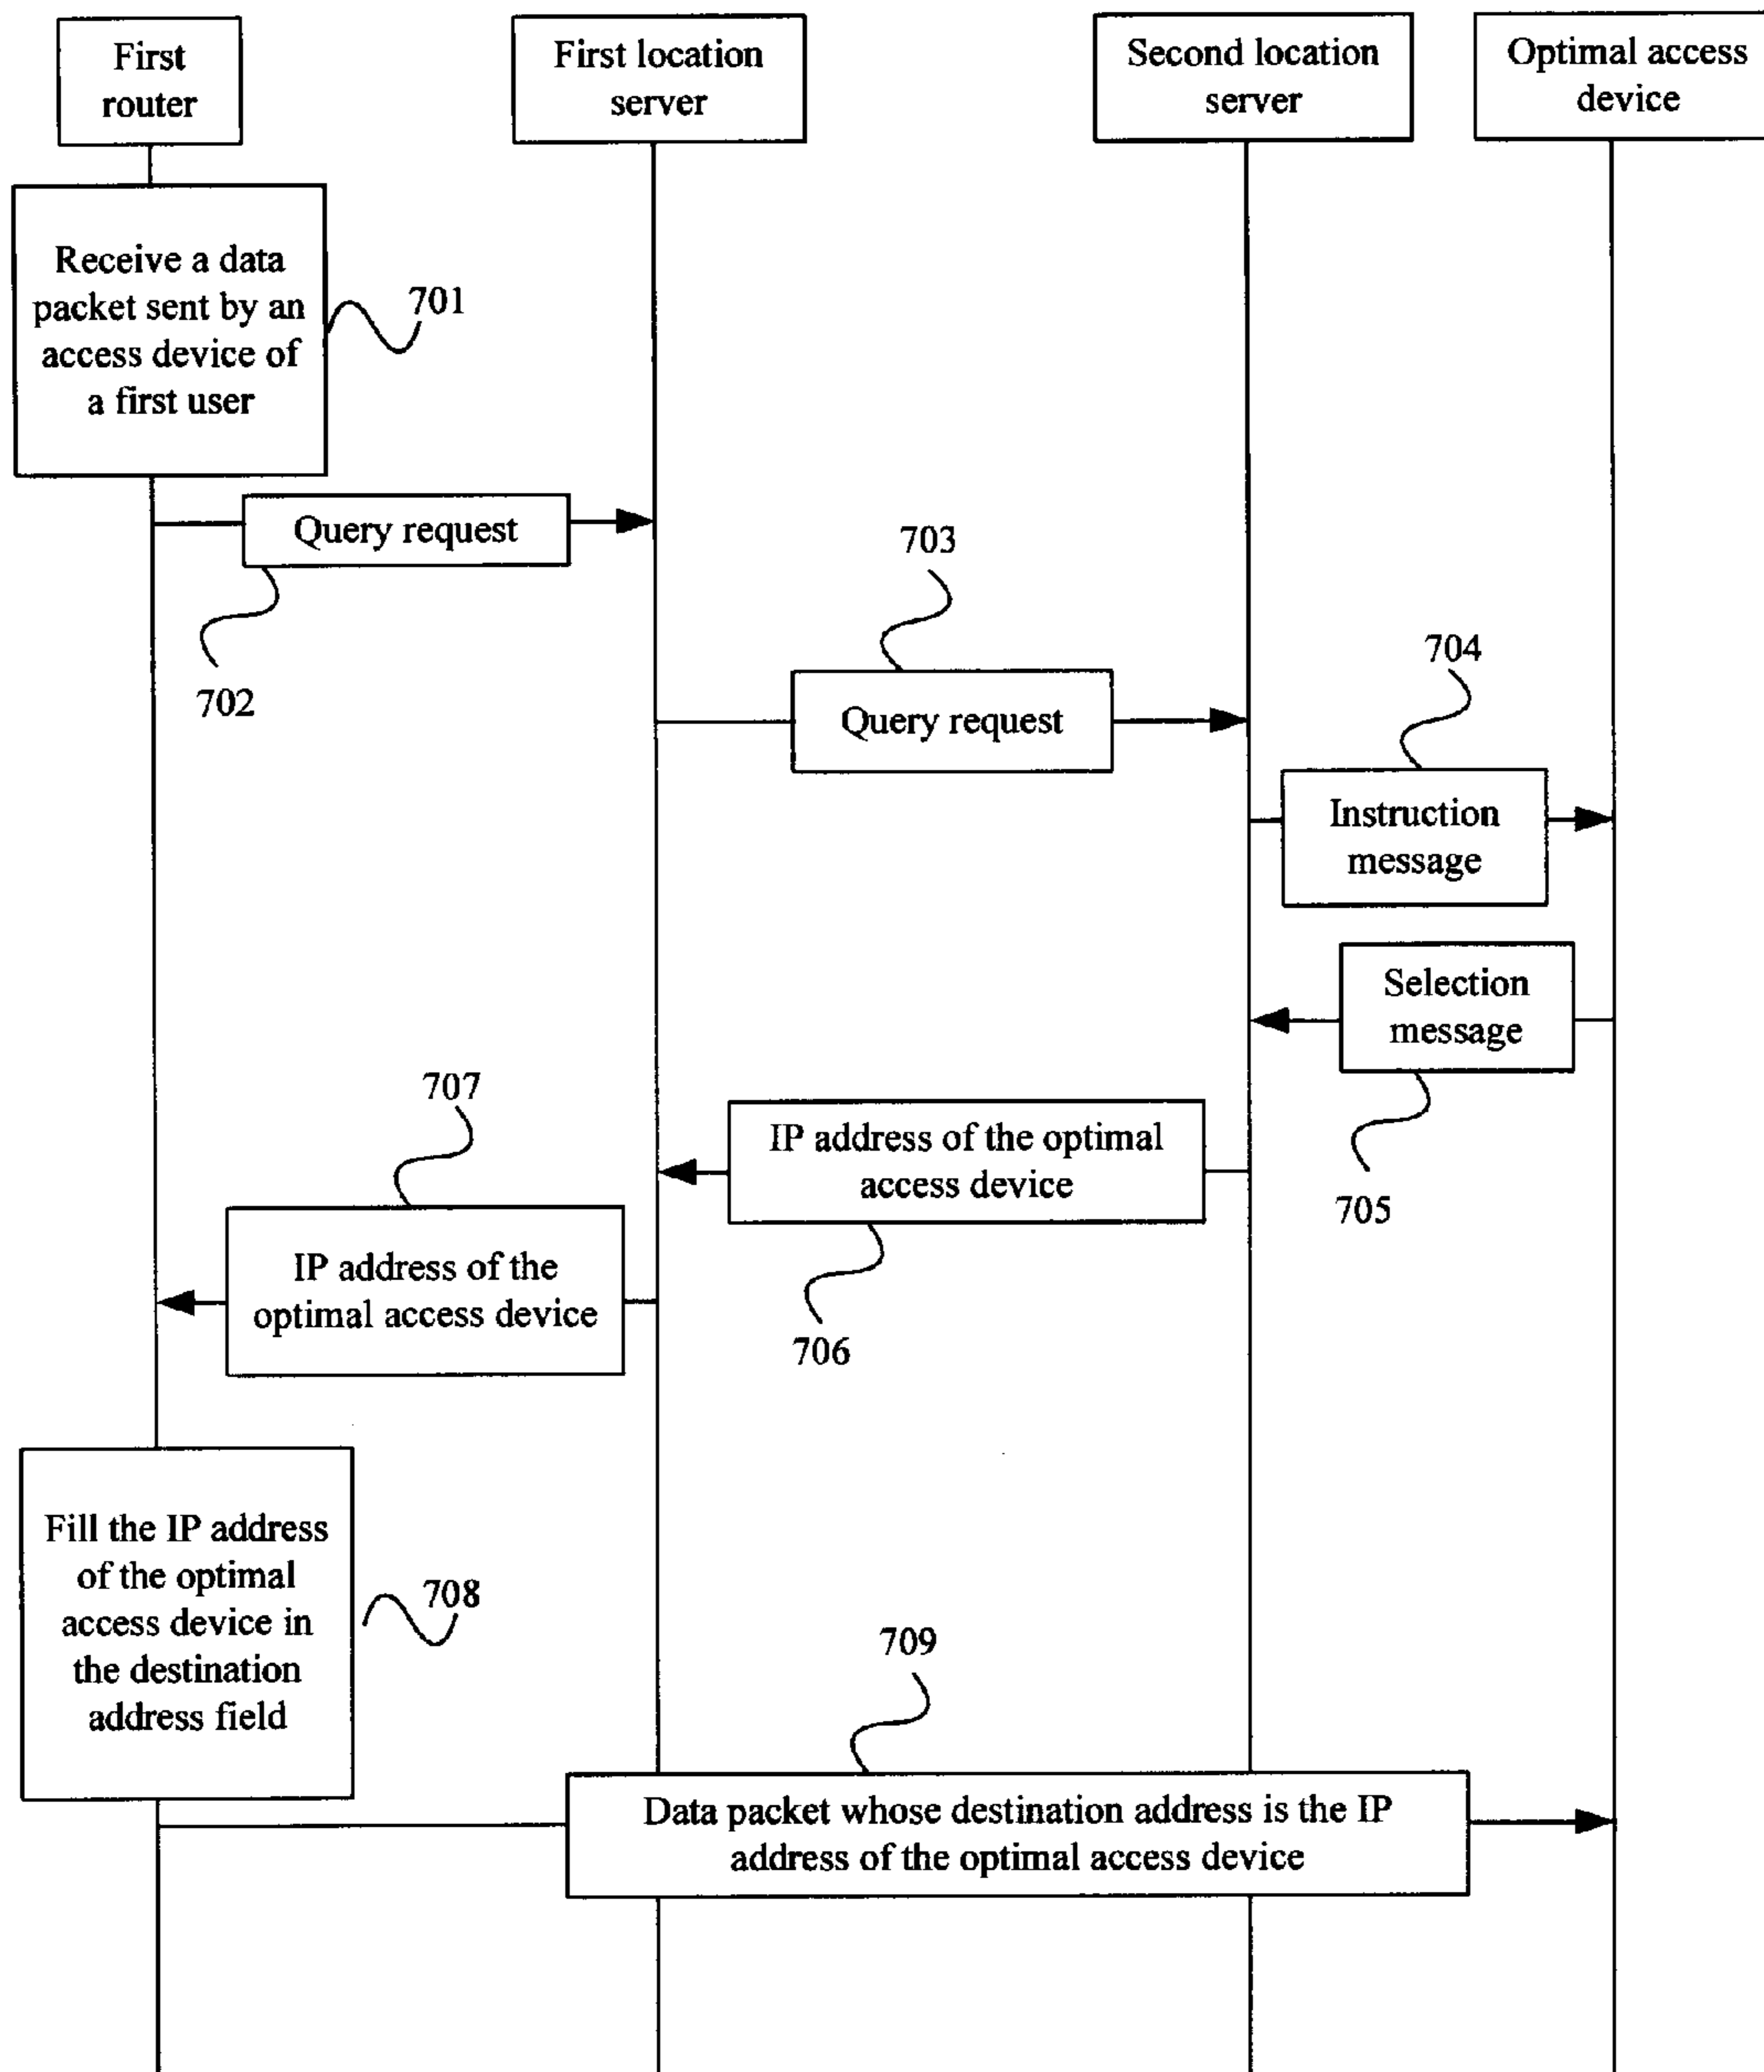 First
router
First location
server
Second location
server
Optimal access
device
Receive a data
packet sent by an
access device of
a first user
701
Query request
702
703
Query request
704
Instruction
message
Selection
message
705
IP address of the optimal
access device
706
707
IP address of the
optimal access device
Fill the IP address
of the optimal
access device in
the destination
address field
708
709
Data packet whose destination address is the IP
address of the optimal access device